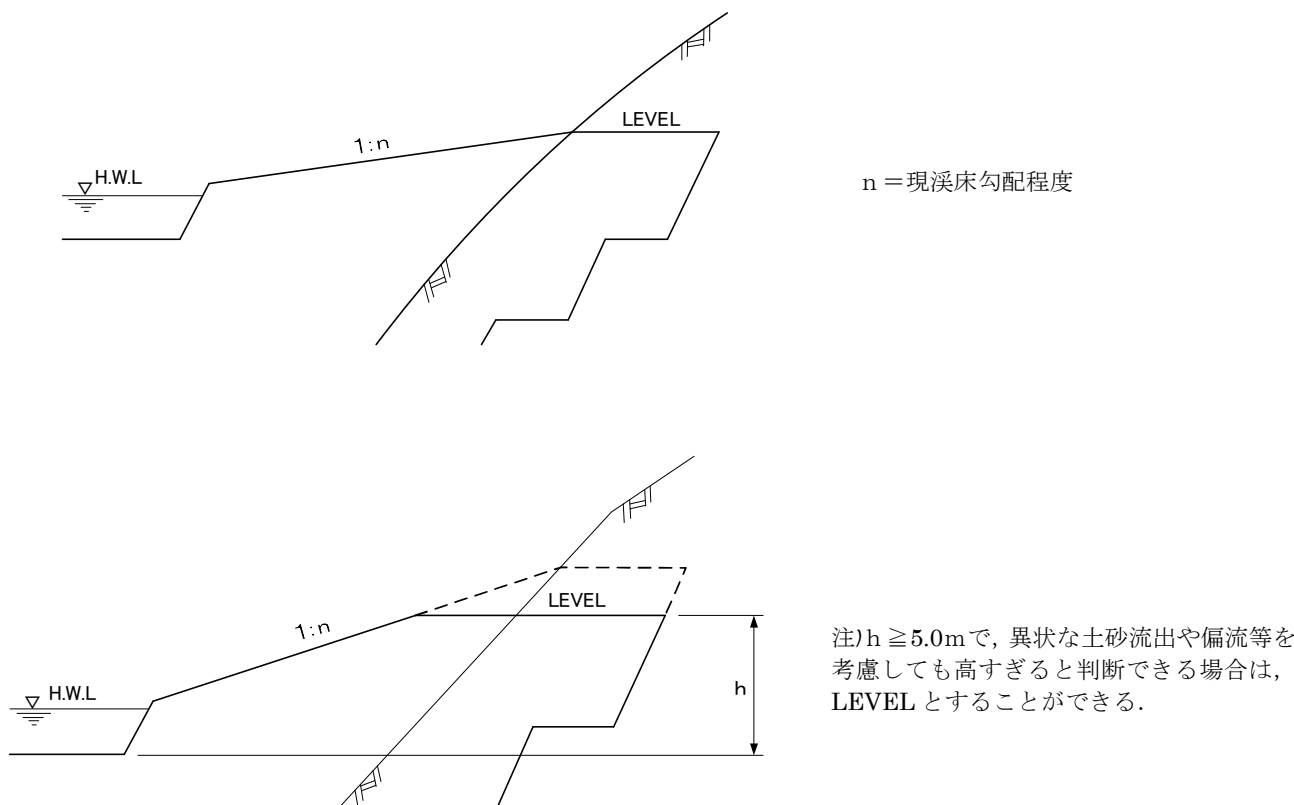 LEVEL
1:n
H.W.L
n=現渓床勾配程度
LEVEL
1:n
H.W.L
h
注)h≧5.0mで,異状な土砂流出や偏流等を
考慮しても高すぎると判断できる場合は,
LEVELとすることができる.